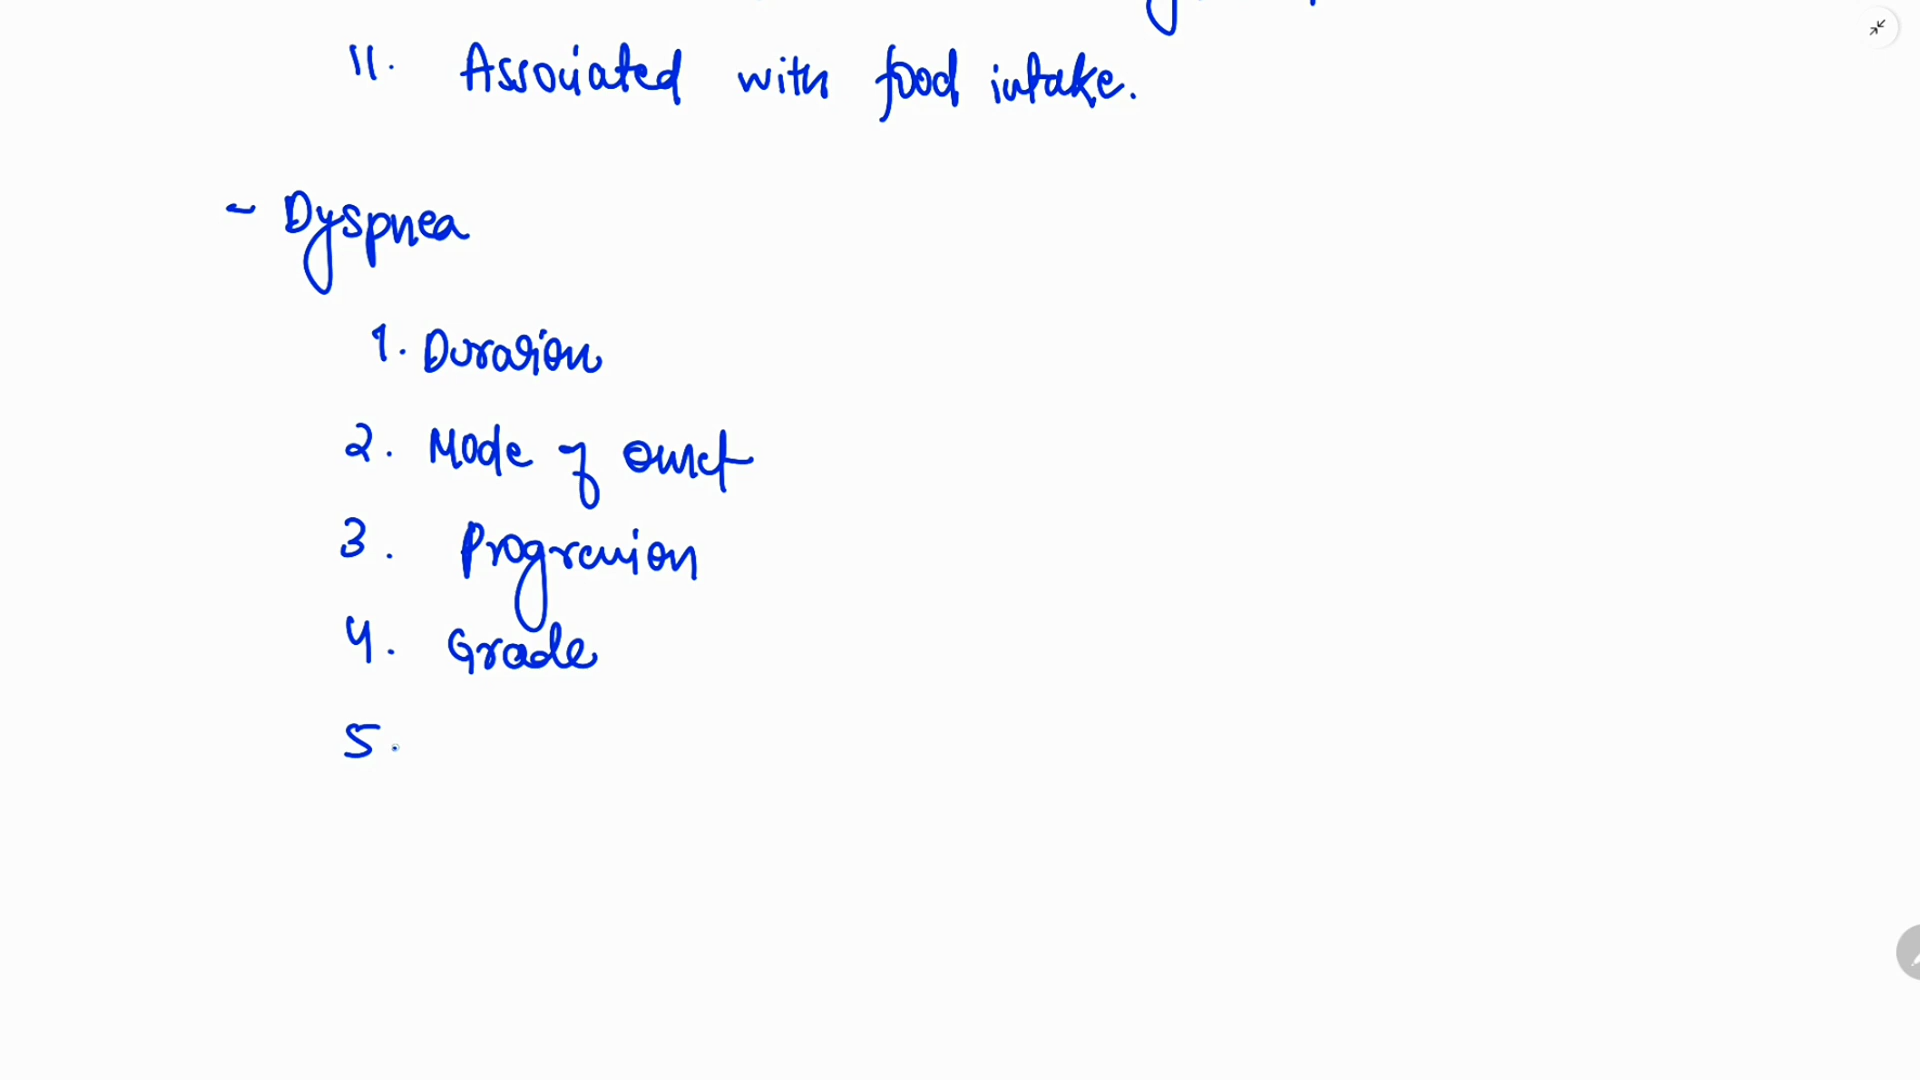 11. Associated with food intake.
- Dyspnea
1. Duration
2. Mode of onset
3. Progression
4. Grade
5.